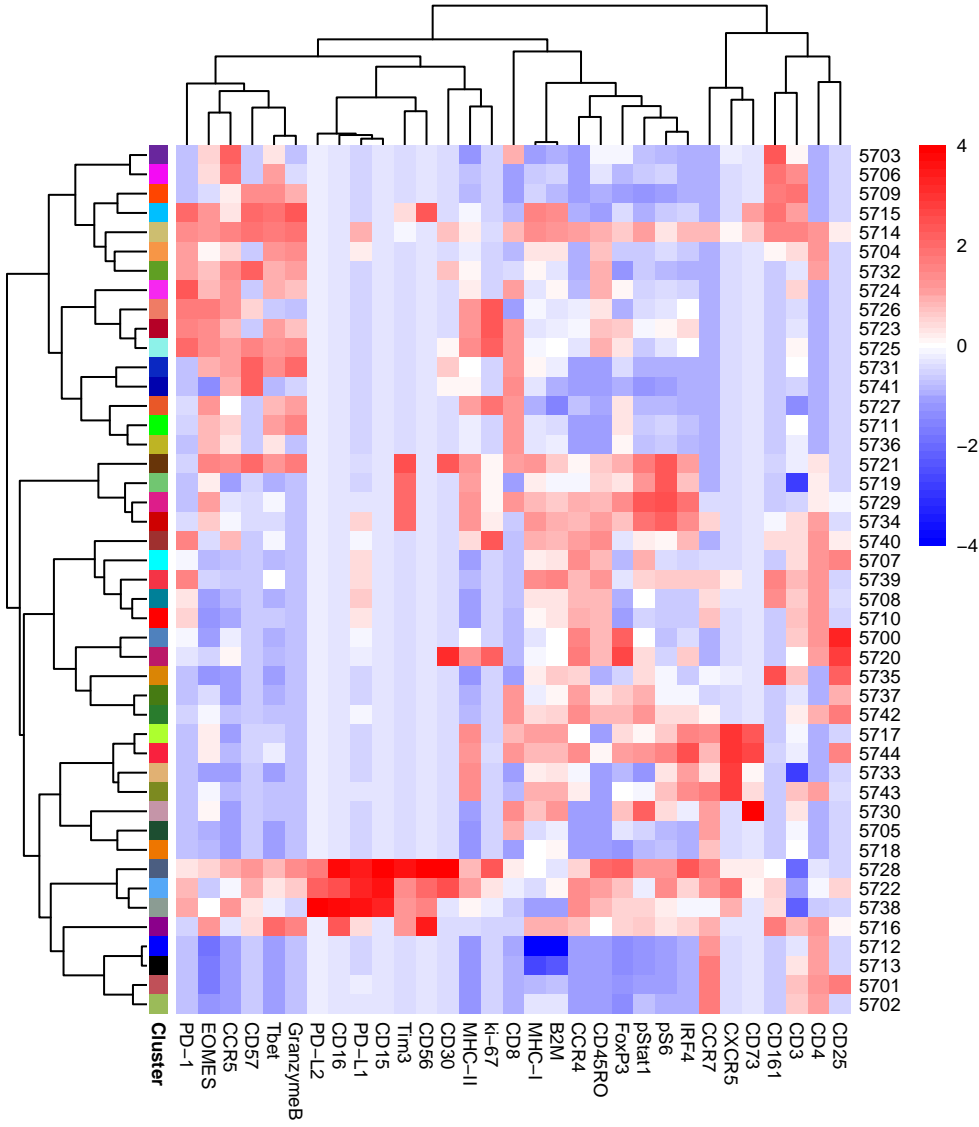 5703
5706
5709
5715
5714
5704
5732
5724
5726
5723
5725
5731
5741
5727
5711
5736
5721
5719
5729
5734
5740
5707
5739
5708
5710
5700
5720
5735
5737
5742
5717
5744
5733
5743
5730
5705
5718
5728
5722
5738
5716
5712
5713
5701
5702
4
2
0
−2
−4
Cluster
PD−1
EOMES
CCR5
CD57
Tbet
GranzymeB
PD−L2
CD16
PD−L1
CD15
Tim3
CD56
CD30
MHC−II
ki−67
CD8
MHC−I
B2M
CCR4
CD45RO
FoxP3
pStat1
pS6
IRF4
CCR7
CXCR5
CD73
CD161
CD3
CD4
CD25